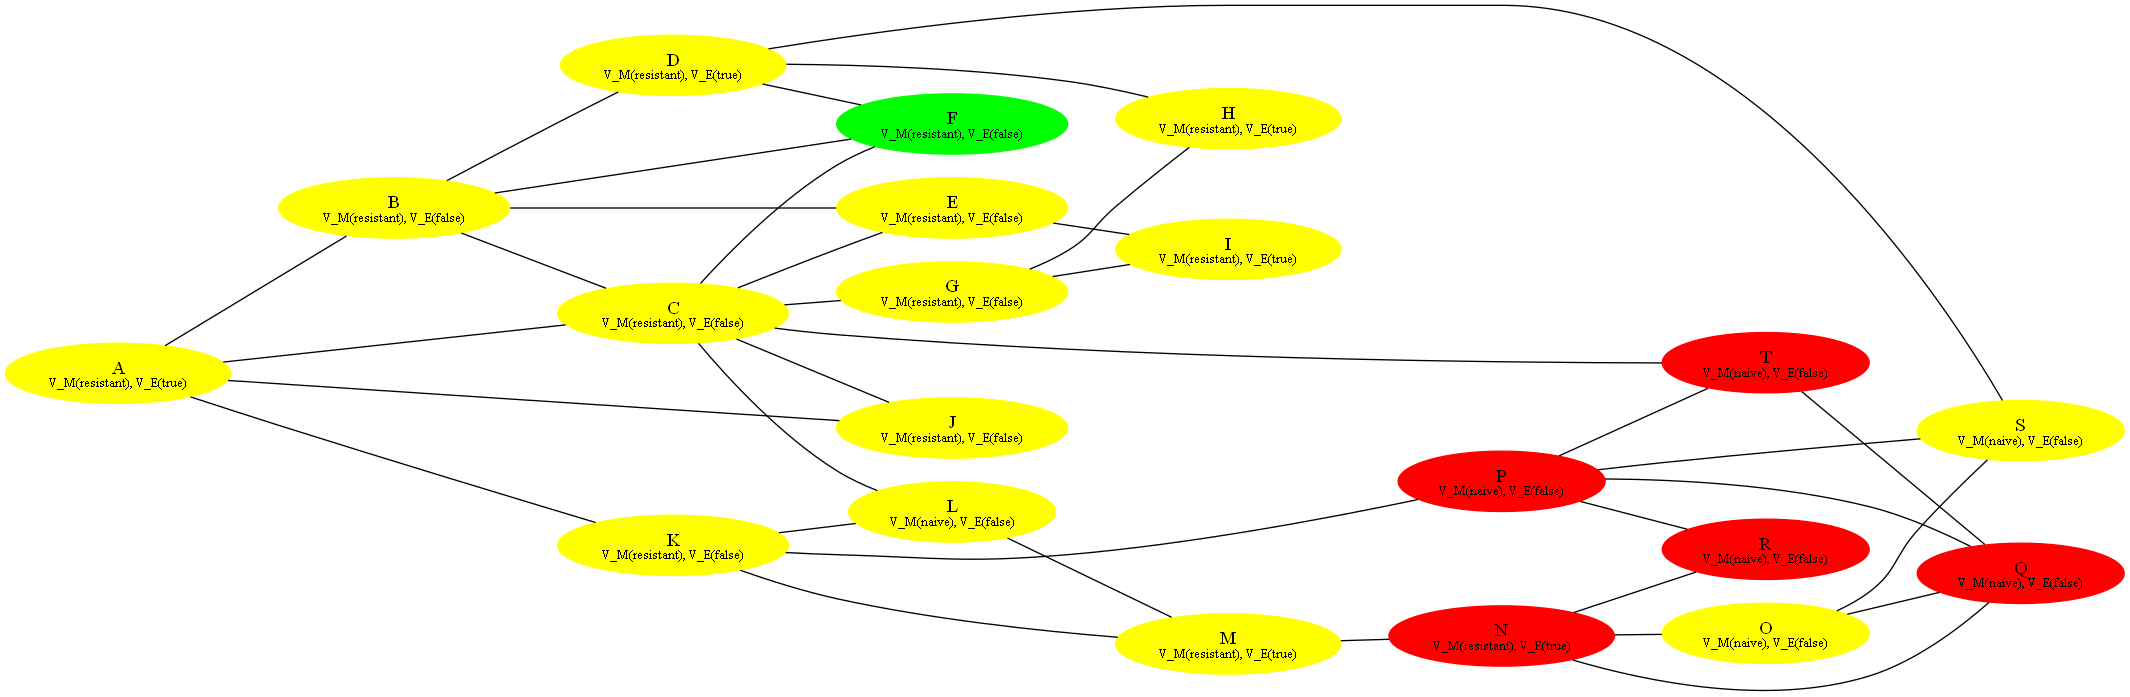 D
V_M(resistant), V_E(true)
F
V_M(resistant), V_E(false)
H
V_M(resistant), V_E(true)
B
V_M(resistant), V_E(false)
E
V_M(resistant), V_E(false)
I
V_M(resistant), V_E(true)
G
V_M(resistant), V_E(false)
C
V_M(resistant), V_E(false)
A
V_M(resistant), V_E(true)
T
V_M(naive), V_E(false)
J
V_M(resistant), V_E(false)
S
V_M(naive), V_E(false)
P
V_M(naive), V_E(false)
L
V_M(naive), V_E(false)
K
V_M(resistant), V_E(false)
R
V_M(naive), V_E(false)
Q
V_M(naive), V_E(false)
M
V_M(resistant), V_E(true)
N
V_M(resistant), V_E(true)
O
V_M(naive), V_E(false)